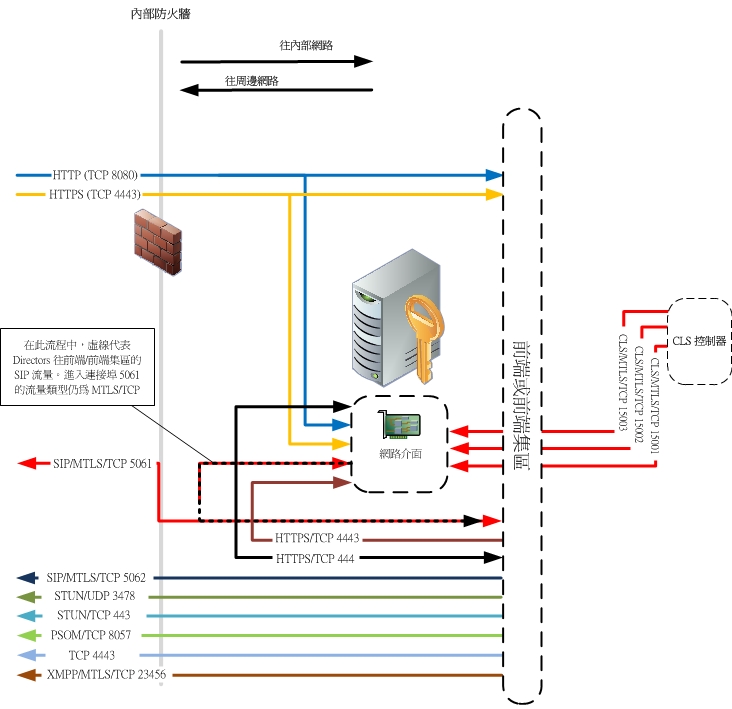 內部防火牆
往內部網路
往周邊網路
HTTP (TCP 8080)
HTTPS (TCP 4443)
在此流程中，虛線代表
Directors 往前端/前端集區的
SIP 流量。進入連接埠 5061
的流量類型仍為 MTLS/TCP
網路介面
前端或前端集區
CLS 控制器
CLS/MTLS/TCP 15003
CLS/MTLS/TCP 15002
CLS/MTLS/TCP 15001
SIP/MTLS/TCP 5061
HTTPS/TCP 4443
HTTPS/TCP 444
SIP/MTLS/TCP 5062
STUN/UDP 3478
STUN/TCP 443
PSOM/TCP 8057
TCP 4443
XMPP/MTLS/TCP 23456